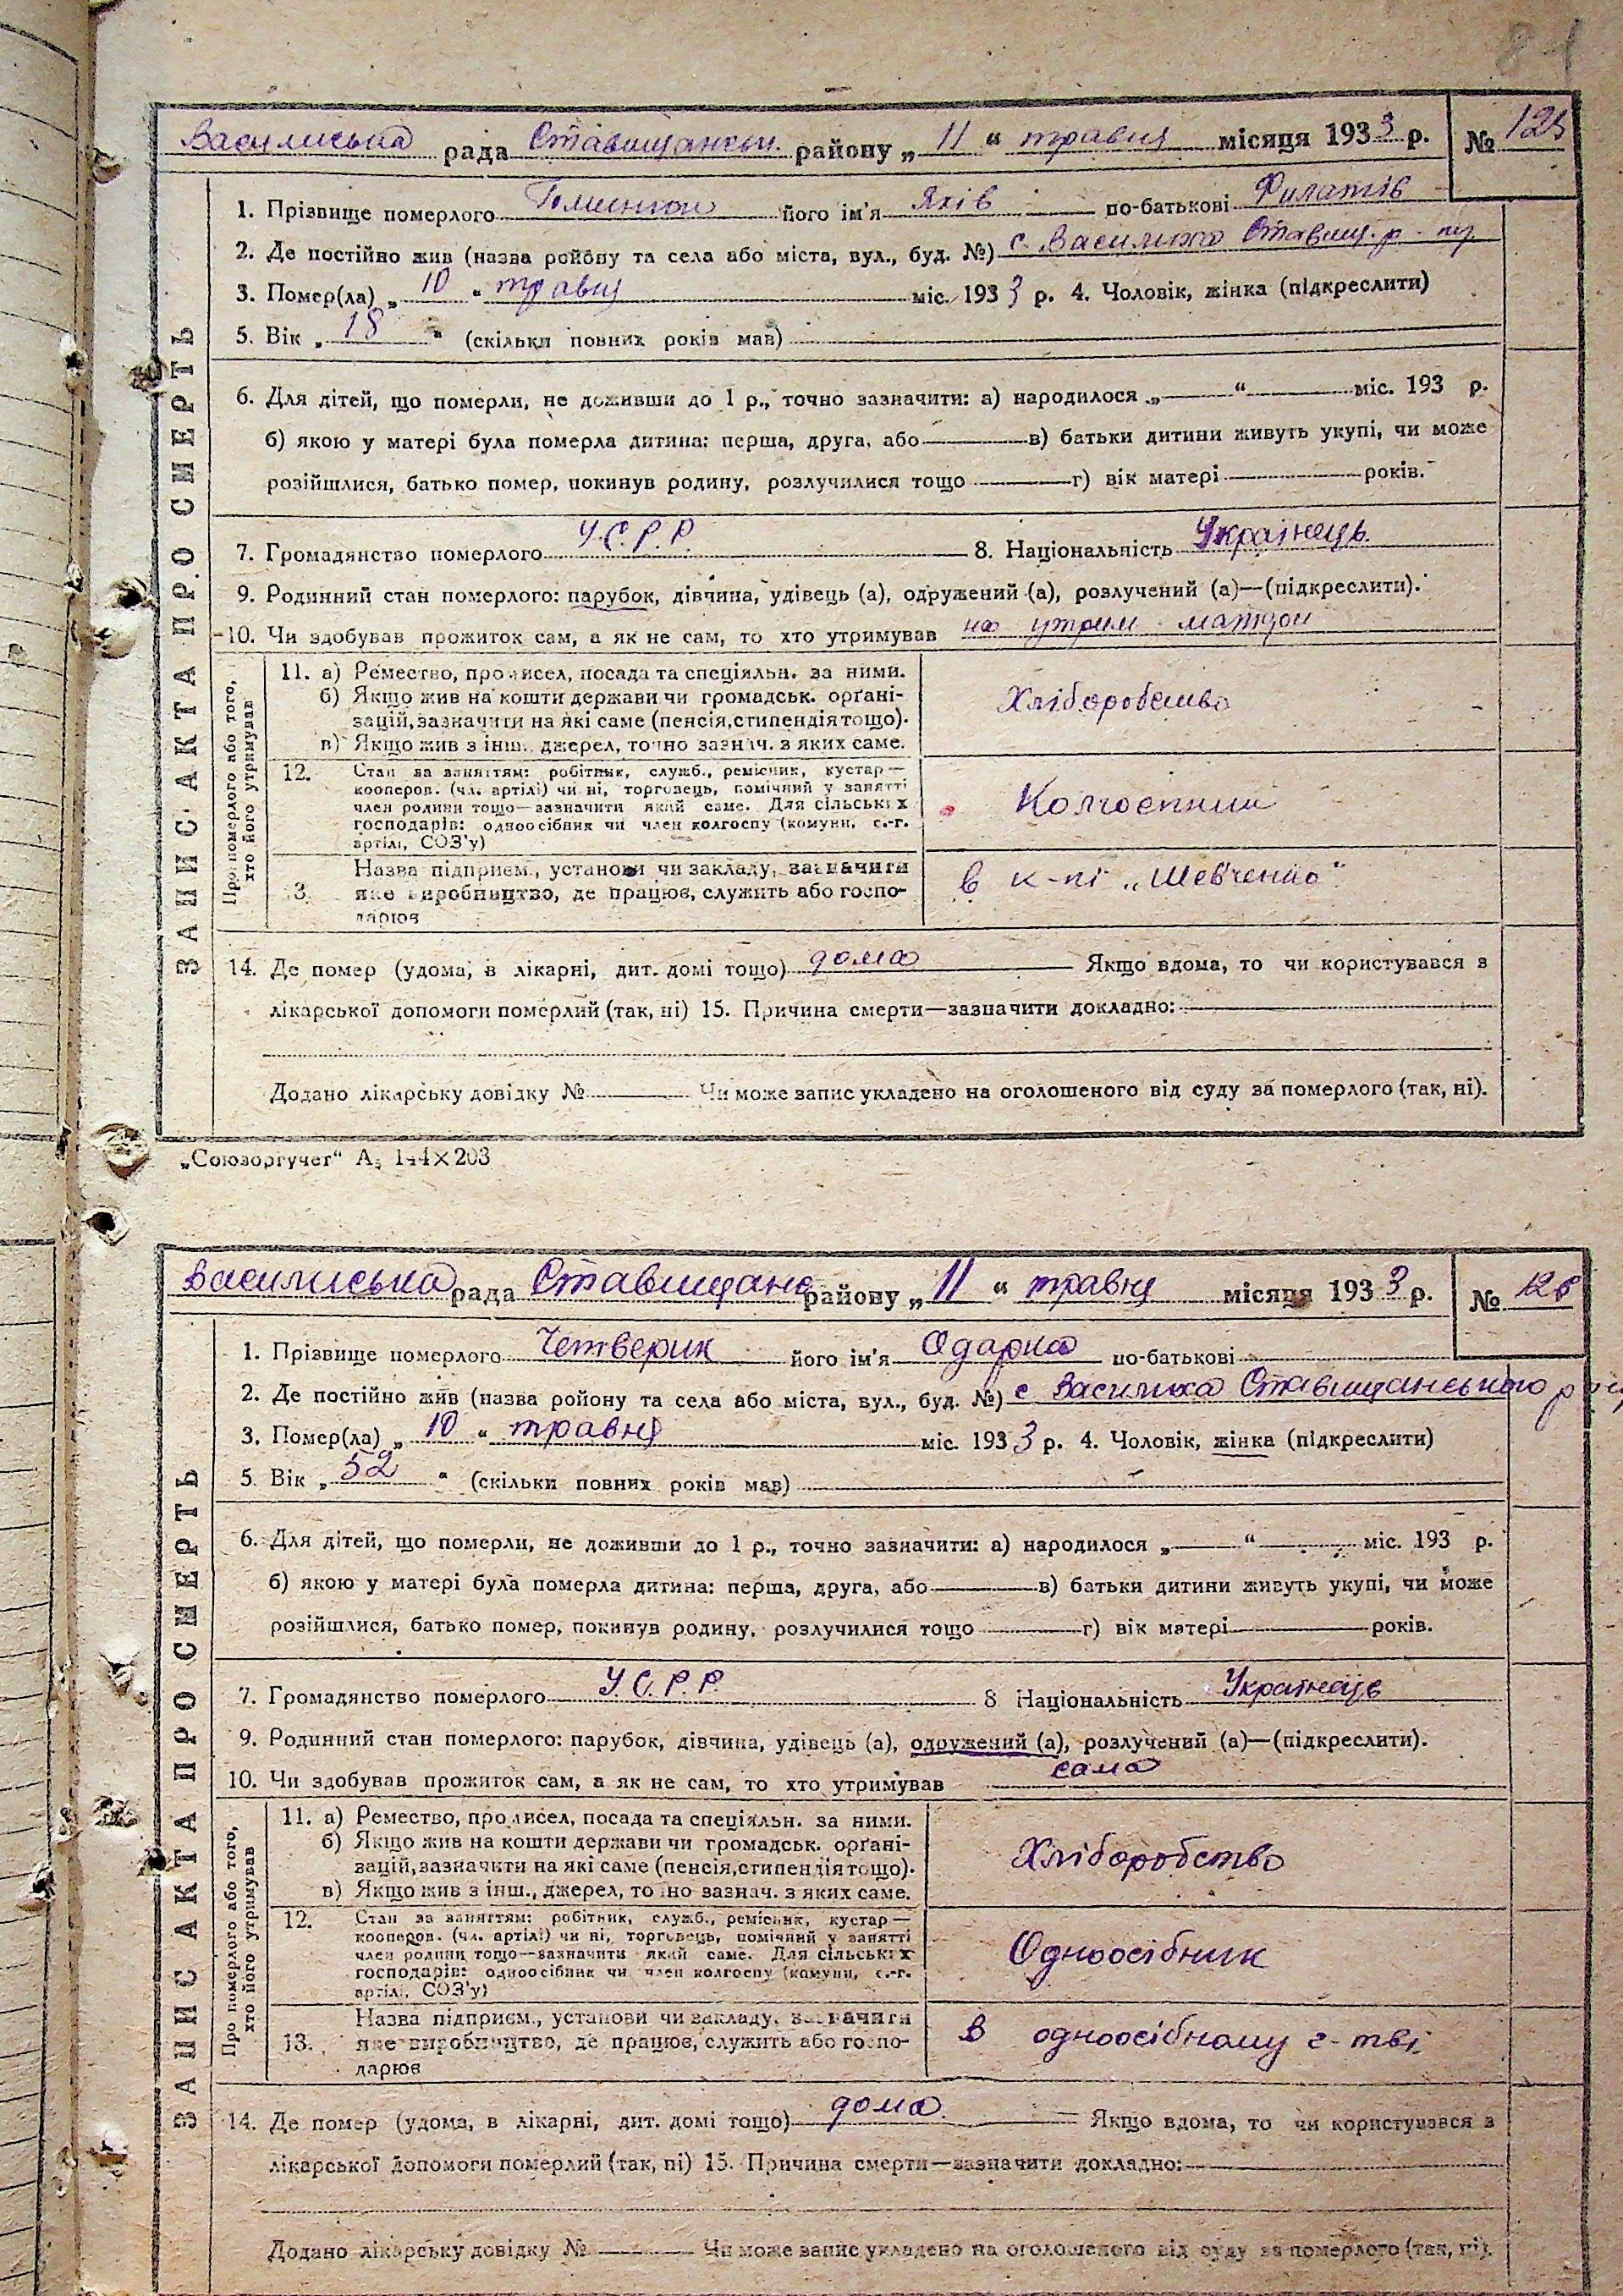 Василиська рада Ставищанськ. району „ 11 “ травня місяця 1933 р. № 125
1. Прізвище померлого його ім'я Яків по-батькові Филатів
2. Де постійно жив (назва ройону та села або міста, вул., буд. №) с. Василиха Ставищ. р-ну
3. Помер(ла) „ 10 “ травня міс. 1933 р. 4. Чоловік, жінка (підкреслити)
5. Вік „ 18 “ (скільки повних років мав)
6. Для дітей, що померли, не доживши до 1 р., точно зазначити: а) народилося „ “ міс. 193 р.
б) якою у матері була померла дитина: перша, друга, або в) батьки дитини живуть укупі, чи може
розійшлися, батько помер, покинув родину, розлучилися тощо г) вік матері років.
7. Громадянство померлого У.С.Р.Р. 8. Національність Українець
9. Родинний стан померлого: парубок, дівчина, удівець (а), одружений (а), розлучений (а)—(підкреслити).
10. Чи здобував прожиток сам, а як не сам, то хто утримував на утрим.
ЗАПИС АКТА ПРО СМЕРТЬ
Про померлого або того, хто його утримував
11. а) Ремество, промисел, посада та спеціяльн. за ними.
б) Якщо жив на кошти держави чи громадськ. орґані-
зацій, зазначити на які саме (пенсія, стипендія тощо).
в) Якщо жив з інш. джерел, точно зазнач. з яких саме.
Хліборобство
12. Стан за заняттям: робітник, служб., ремісник, кустар—
кооперов. (чл. артілі) чи ні, торговець, помічний у занятті
член родини тощо—зазначити який саме. Для сільських
господарів: одноосібник чи член колгоспу (комуни, с.-г.
артілі, СОЗ'у)
Колгоспник
13. Назва підприєм., установи чи закладу, зазначити
яке виробництво, де працює, служить або госпо-
дарює
в к-пі „Шевченко“
14. Де помер (удома, в лікарні, дит. домі тощо) дома Якщо вдома, то чи користувався з
лікарської допомоги померлий (так, ні) 15. Причина смерти—зазначити докладно:
Додано лікарську довідку № Чи може запис укладено на оголошеного від суду за померлого (так, ні).
„Союзоргучет“ А5 144×203
Василиська рада Ставищанс району „ 11 “ травня місяця 1933 р. № 126
1. Прізвище померлого Четверик його ім'я Одарка по-батькові
2. Де постійно жив (назва ройону та села або міста, вул., буд. №) с Василиха Ставищанського рай
3. Помер(ла) „ 10 “ травня міс. 1933 р. 4. Чоловік, жінка (підкреслити)
5. Вік „ 52 “ (скільки повних років мав)
6. Для дітей, що померли, не доживши до 1 р., точно зазначити: а) народилося „ “ міс. 193 р.
б) якою у матері була померла дитина: перша, друга, або в) батьки дитини живуть укупі, чи може
розійшлися, батько помер, покинув родину, розлучилися тощо г) вік матері років.
7. Громадянство померлого У.С.Р.Р. 8 Національність Українець
9. Родинний стан померлого: парубок, дівчина, удівець (а), одружений (а), розлучений (а)—(підкреслити).
10. Чи здобував прожиток сам, а як не сам, то хто утримував сама
ЗАПИС АКТА ПРО СМЕРТЬ
Про померлого або того, хто його утримував
11. а) Ремество, промисел, посада та спеціяльн. за ними.
б) Якщо жив на кошти держави чи громадськ. орґані-
зацій, зазначити на які саме (пенсія, стипендія тощо).
в) Якщо жив з інш., джерел, точно зазнач. з яких саме.
Хліборобство
12. Стан за заняттям: робітник, служб., ремісник, кустар—
кооперов. (чл. артілі) чи ні, торговець, помічний у занятті
член родини тощо—зазначити який саме. Для сільських
господарів: одноосібник чи член колгоспу (комуни, с.-г.
артілі, СОЗ'у)
Одноосібник
13. Назва підприєм., установи чи закладу, зазначити
яке виробництво, де працює, служить або госпо-
дарює
в одноосібному г-тві
14. Де помер (удома, в лікарні, дит. домі тощо) дома Якщо вдома, то чи користувався з
лікарської допомоги померлий (так, ні) 15. Причина смерти—зазначити докладно:
Додано лікарську довідку № Чи може запис укладено на оголошеного від суду за померлого (так, ні).